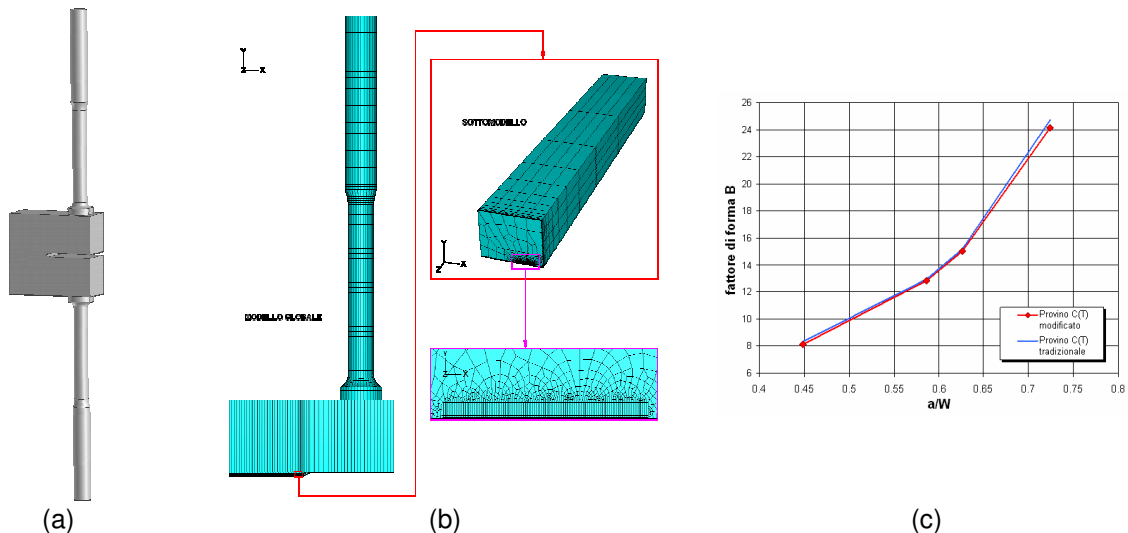 Y
Z X
MODELLO GLOBALE
SOTTOMODELLO
Y
Z X
Y
X
fattore di forma B
26
24
22
20
18
16
14
12
10
8
6
0.4 0.45 0.5 0.55 0.6 0.65 0.7 0.75 0.8
a/W
Provino C(T)
modificato
Provino C(T)
tradizionale
(a)
(b)
(c)